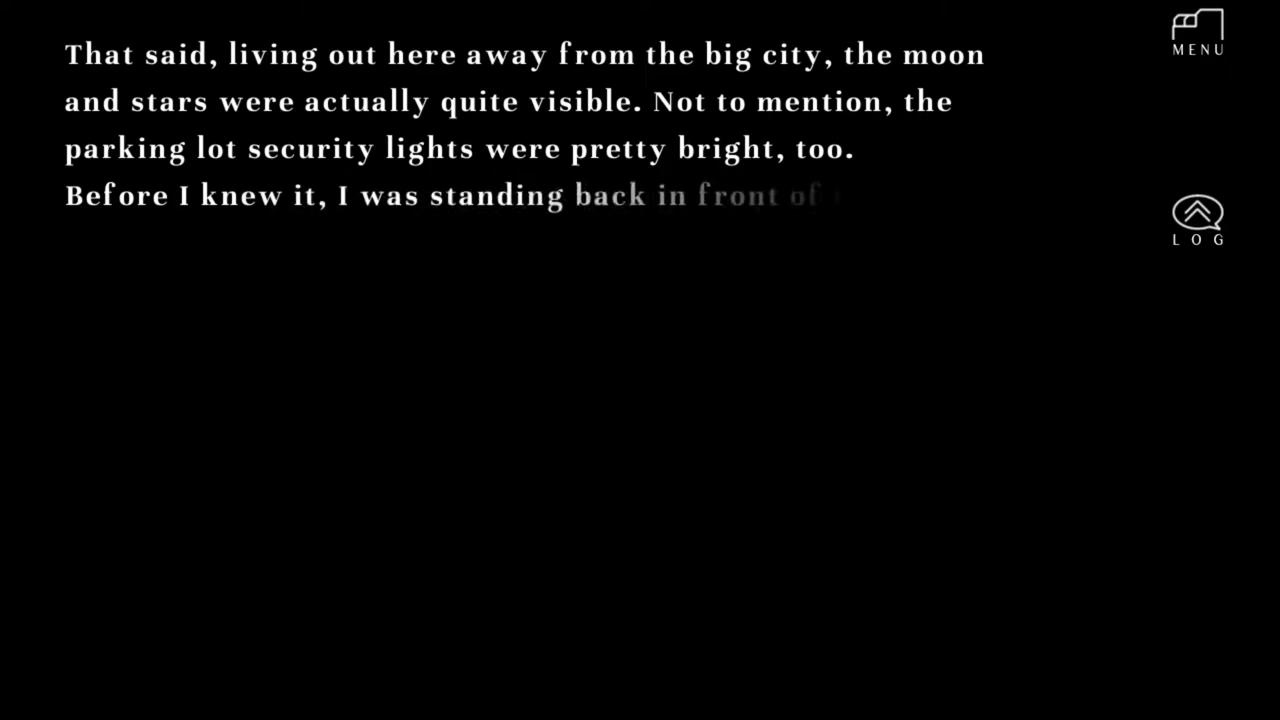 That said, living out here away from the big city, the moon
and stars were actually quite visible. Not to mention, the
parking lot security lights were pretty bright, too.
Before I knew it, I was standing back in front of
MENU
LOG